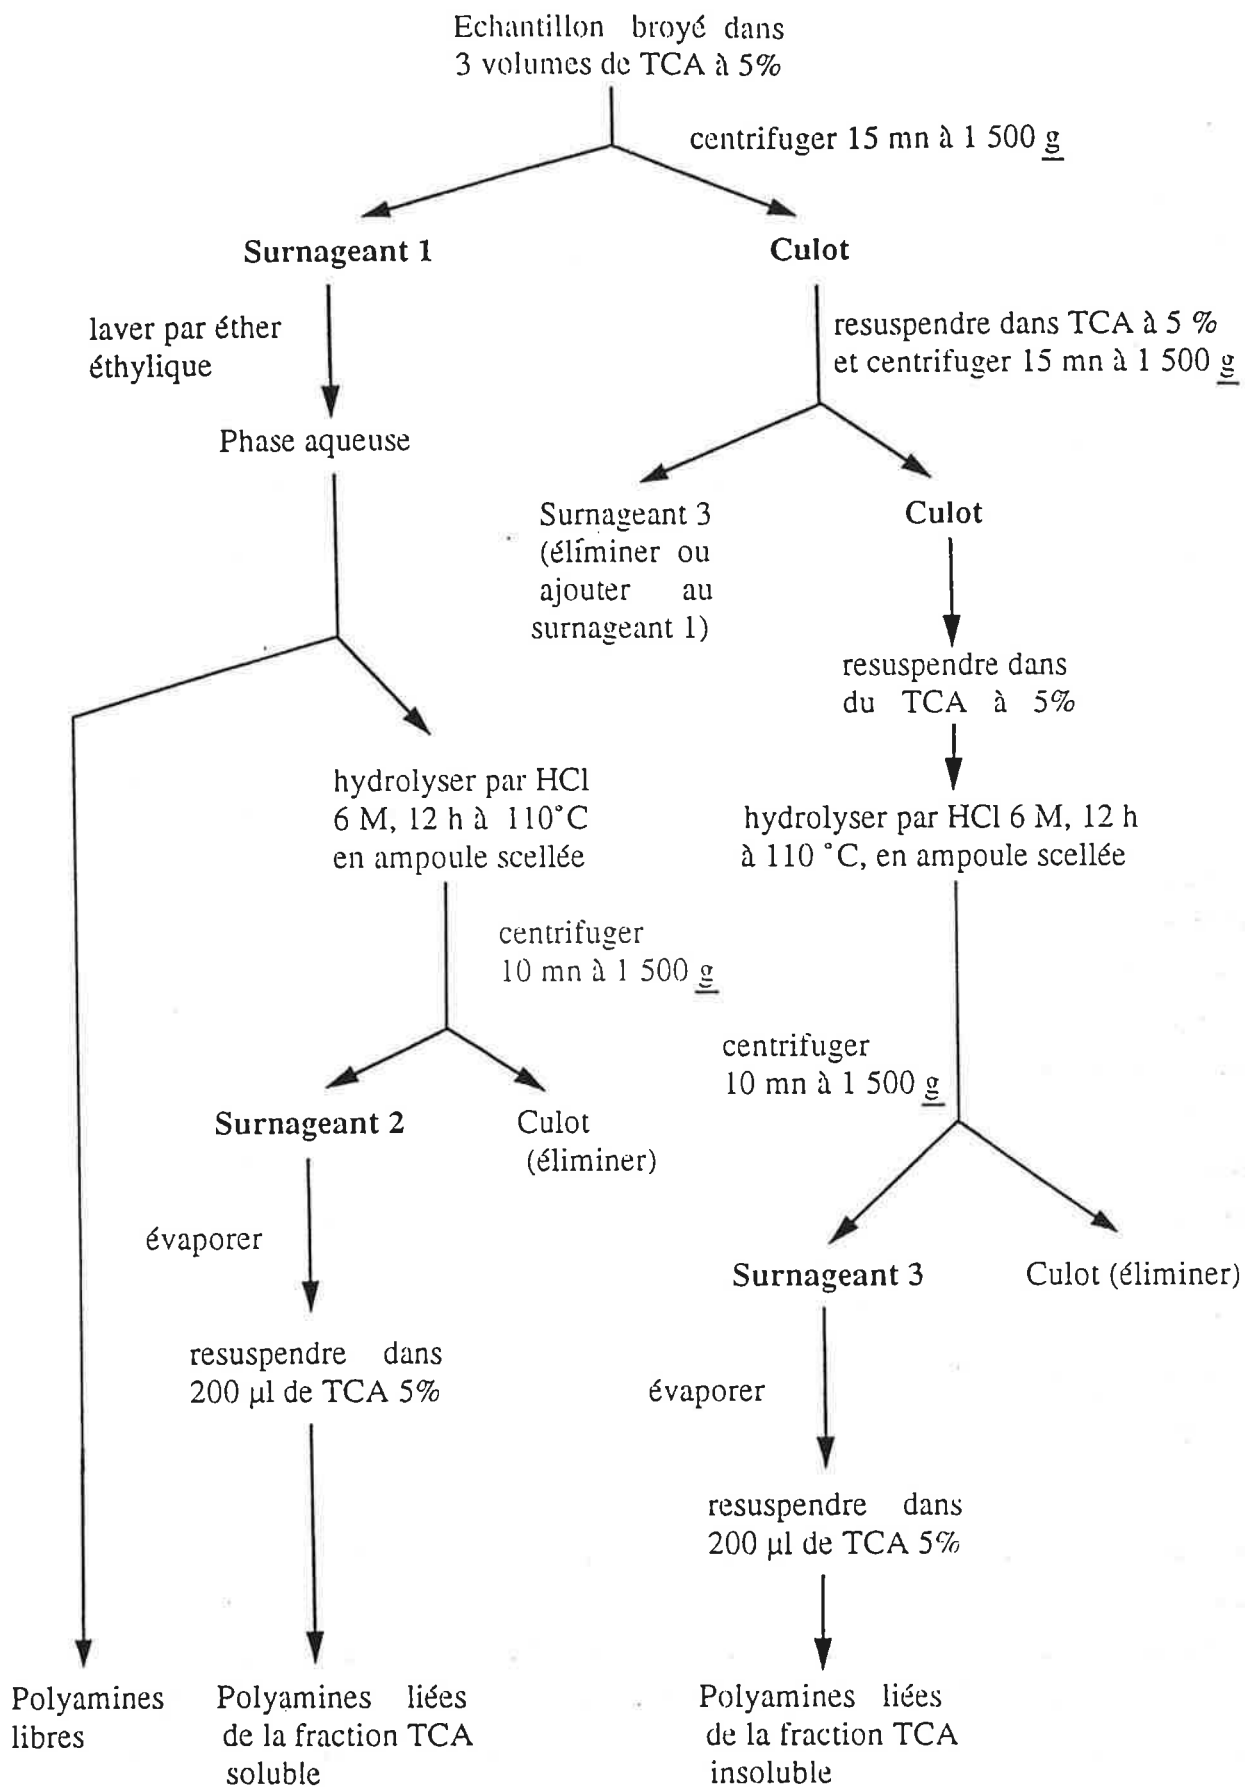 Echantillon broyé dans
3 volumes de TCA à 5%
centrifuger 15 mn à 1 500 g
Surnageant 1
Culot
laver par éther
éthylique
resuspendre dans TCA à 5 %
et centrifuger 15 mn à 1 500 g
Phase aqueuse
Surnageant 3
(éliminer ou
ajouter au
surnageant 1)
Culot
resuspendre dans
du TCA à 5%
hydrolyser par HCl
6 M, 12 h à 110°C
en ampoule scellée
hydrolyser par HCl 6 M, 12 h
à 110 °C, en ampoule scellée
centrifuger
10 mn à 1 500 g
centrifuger
10 mn à 1 500 g
Surnageant 2
Culot
(éliminer)
évaporer
Surnageant 3
Culot (éliminer)
resuspendre dans
200 µl de TCA 5%
évaporer
resuspendre dans
200 µl de TCA 5%
Polyamines
libres
Polyamines liées
de la fraction TCA
soluble
Polyamines liées
de la fraction TCA
insoluble